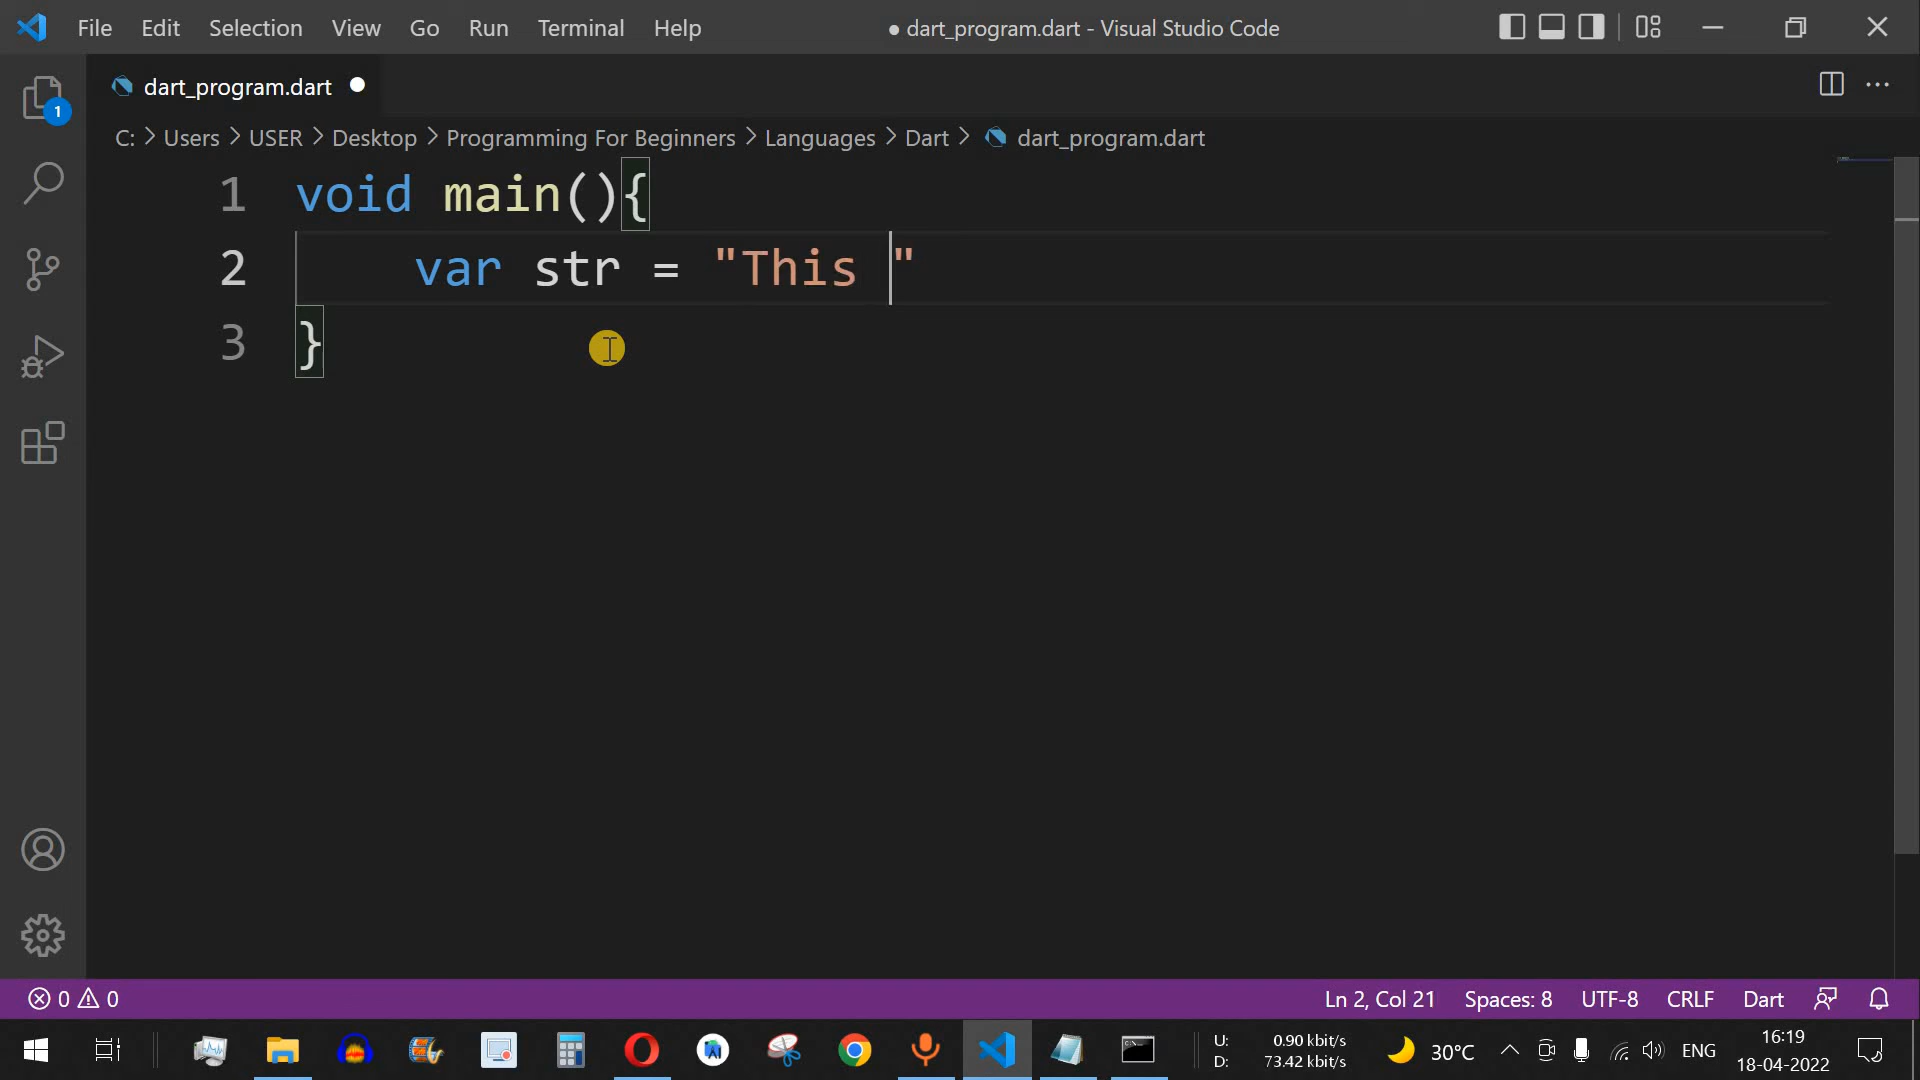 File Edit Selection View Go Run Terminal Help ● dart_program.dart - Visual Studio Code
dart_program.dart ●
1
C: > Users > USER > Desktop > Programming For Beginners > Languages > Dart > dart_program.dart
1 void main(){
2 var str = "This "
3 }
0 0 Ln 2, Col 21 Spaces: 8 UTF-8 CRLF Dart
U: 0.90 kbit/s
D: 73.42 kbit/s
30°C ENG
16:19
18-04-2022